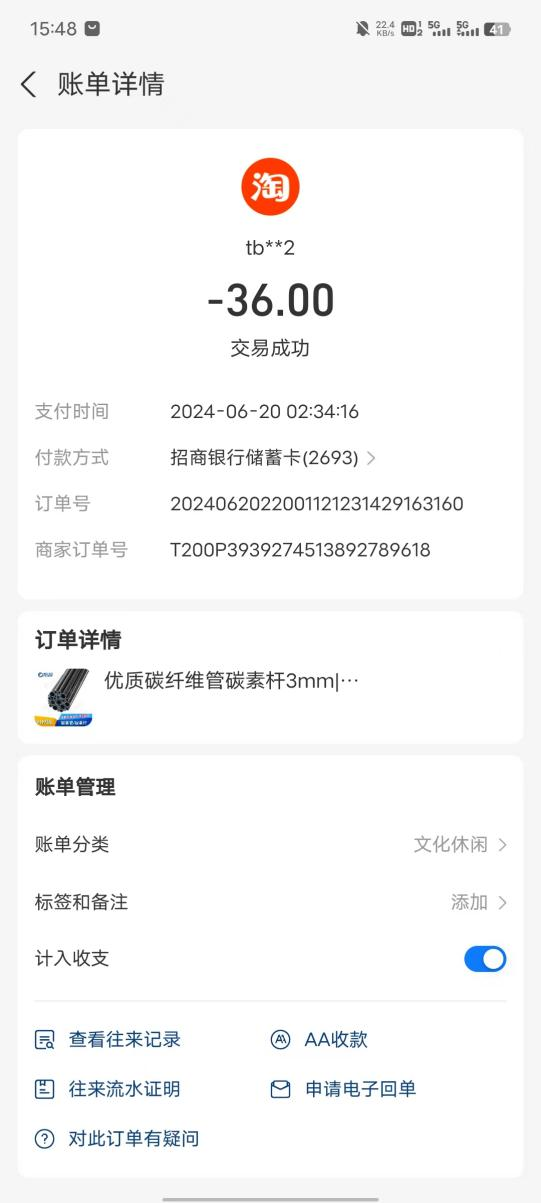 15:48
22.4 KB/s HD 1 2 5G 5G 41
账单详情
淘
tb**2
-36.00
交易成功
支付时间 2024-06-20 02:34:16
付款方式 招商银行储蓄卡(2693)
订单号 2024062022001121231429163160
商家订单号 T200P3939274513892789618
订单详情
优质碳纤维管碳素杆3mm|…
账单管理
账单分类 文化休闲
标签和备注 添加
计入收支
查看往来记录 AA收款
往来流水证明 申请电子回单
对此订单有疑问